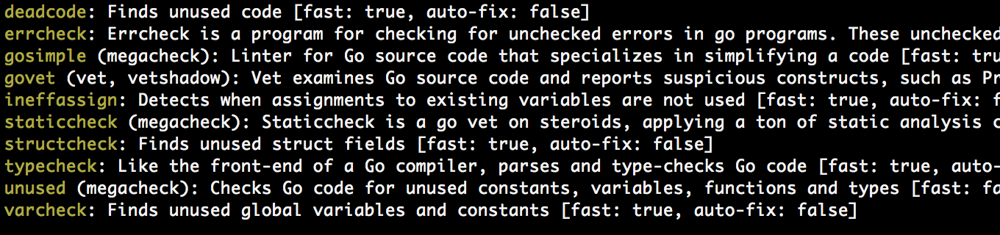 deadcode: Finds unused code [fast: true, auto-fix: false]
errcheck: Errcheck is a program for checking for unchecked errors in go programs. These unchecked
gosimple (megacheck): Linter for Go source code that specializes in simplifying a code [fast: tru
govet (vet, vetshadow): Vet examines Go source code and reports suspicious constructs, such as Pr
ineffassign: Detects when assignments to existing variables are not used [fast: true, auto-fix: f
staticcheck (megacheck): Staticcheck is a go vet on steroids, applying a ton of static analysis c
structcheck: Finds unused struct fields [fast: true, auto-fix: false]
typecheck: Like the front-end of a Go compiler, parses and type-checks Go code [fast: true, auto-
unused (megacheck): Checks Go code for unused constants, variables, functions and types [fast: fa
varcheck: Finds unused global variables and constants [fast: true, auto-fix: false]